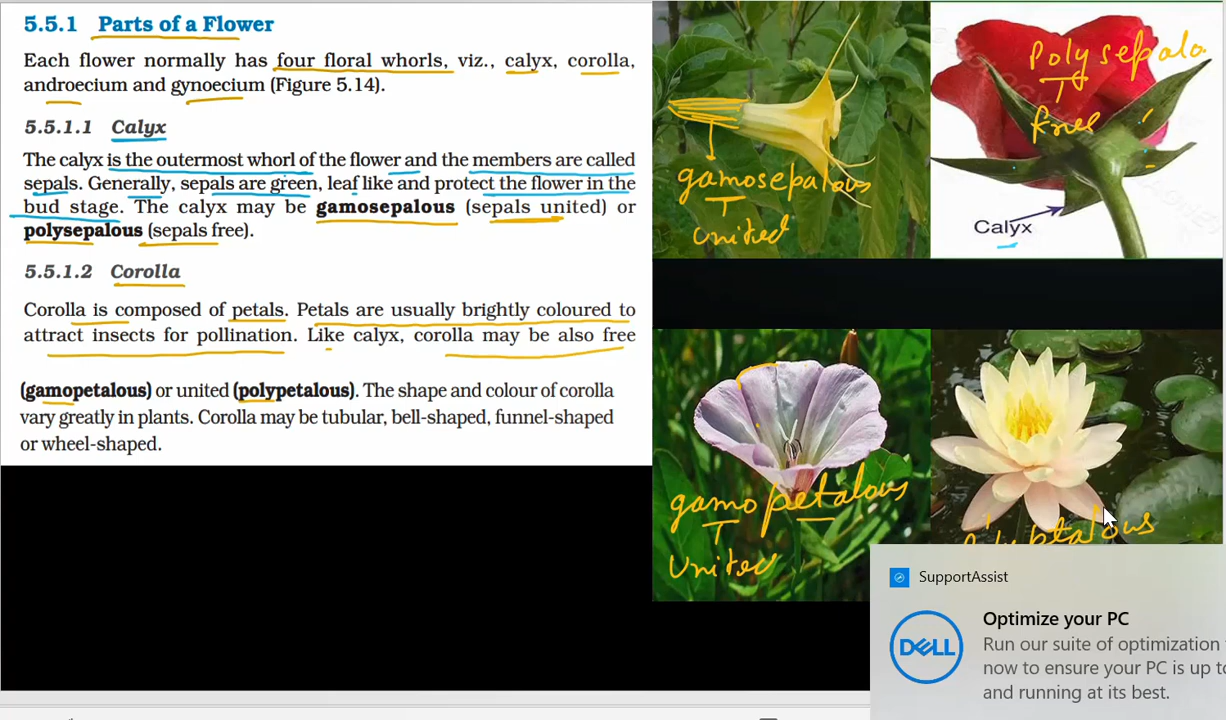 5.5.1 Parts of a Flower
Each flower normally has four floral whorls, viz., calyx, corolla,
androecium and gynoecium (Figure 5.14).
5.5.1.1 Calyx
The calyx is the outermost whorl of the flower and the members are called
sepals. Generally, sepals are green, leaf like and protect the flower in the
bud stage. The calyx may be gamosepalous (sepals united) or
polysepalous (sepals free).
5.5.1.2 Corolla
Corolla is composed of petals. Petals are usually brightly coloured to
attract insects for pollination. Like calyx, corolla may be also free
(gamopetalous) or united (polypetalous). The shape and colour of corolla
vary greatly in plants. Corolla may be tubular, bell-shaped, funnel-shaped
or wheel-shaped.
gamosepalous
united
Polysepalo
free
Calyx
gamopetalous
United
SupportAssist
DELL
Optimize your PC
Run our suite of optimization
now to ensure your PC is up to
and running at its best.